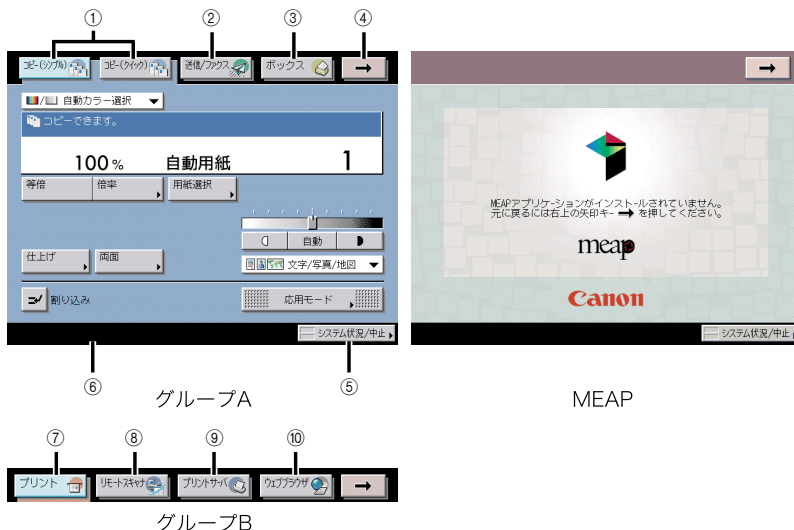 ① ② ③ ④
コピー(シンプル) コピー(クイック) 送信/ファクス ボックス →
→
/ 自動カラー選択 ▼
コピーできます。
100% 自動用紙 1
等倍 倍率 用紙選択
自動
仕上げ 両面
文字/写真/地図 ▼
割り込み 応用モード
システム状況/中止
⑥ ⑤
グループA
MEAPアプリケーションがインストールされていません。
元に戻るには右上の矢印キー ➡ を押してください。
meap
Canon
システム状況/中止
MEAP
⑦ ⑧ ⑨ ⑩
プリント リモートスキャナ プリントサーバ ウェブブラウザ →
グループB